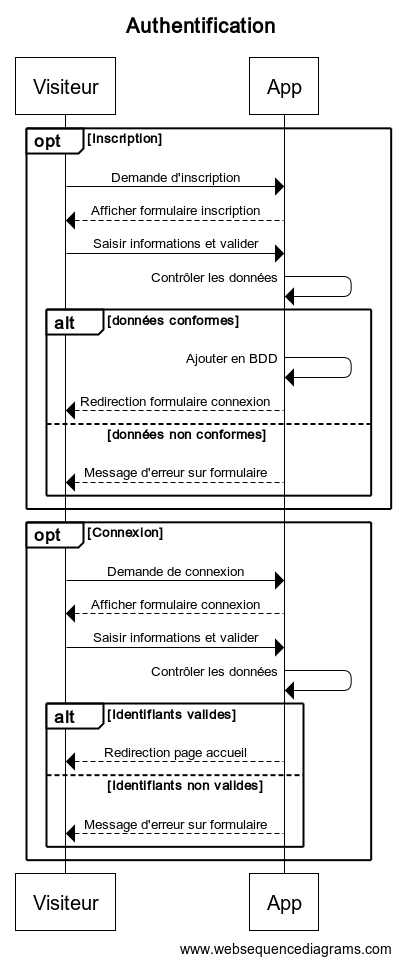 Authentification
Visiteur
App
opt
[Inscription]
Demande d'inscription
Afficher formulaire inscription
Saisir informations et valider
Contrôler les données
alt
[données conformes]
Ajouter en BDD
Redirection formulaire connexion
[données non conformes]
Message d'erreur sur formulaire
opt
[Connexion]
Demande de connexion
Afficher formulaire connexion
Saisir informations et valider
Contrôler les données
alt
[Identifiants valides]
Redirection page accueil
[Identifiants non valides]
Message d'erreur sur formulaire
Visiteur
App
www.websequencediagrams.com